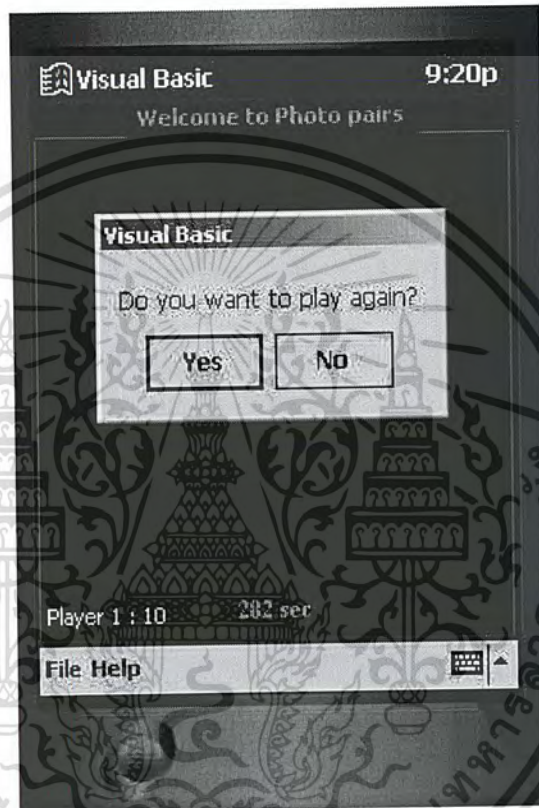 Visual Basic 9:20p
Welcome to Photo pairs
Visual Basic
Do you want to play again?
Yes No
Player 1 : 10 282 sec
File Help